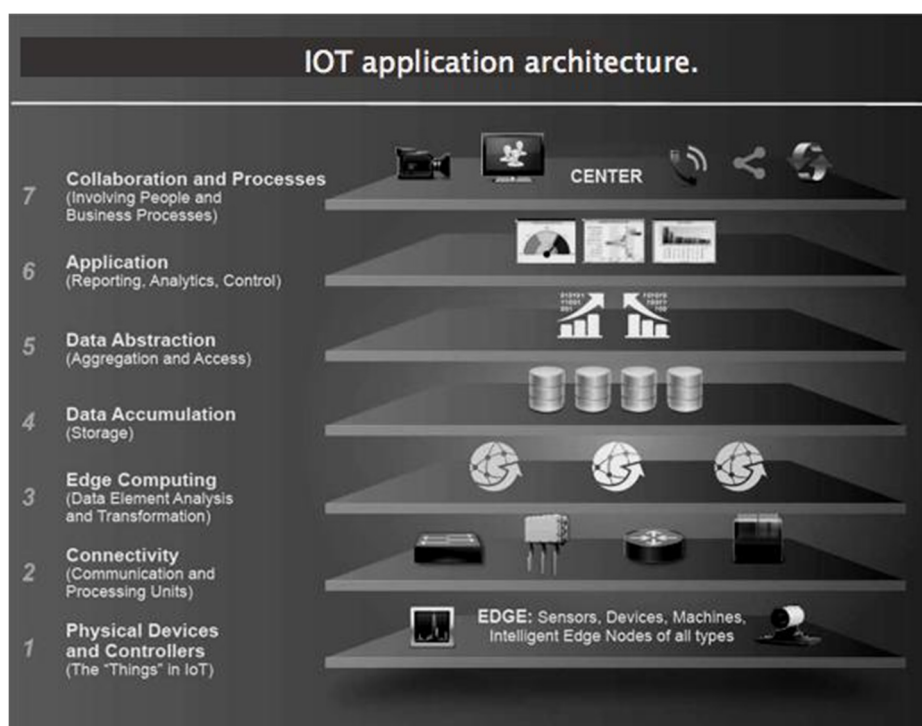 IOT application architecture.
7
Collaboration and Processes
(Involving People and
Business Processes)
CENTER
6
Application
(Reporting, Analytics, Control)
5
Data Abstraction
(Aggregation and Access)
4
Data Accumulation
(Storage)
3
Edge Computing
(Data Element Analysis
and Transformation)
2
Connectivity
(Communication and
Processing Units)
1
Physical Devices
and Controllers
(The "Things" in IoT)
EDGE: Sensors, Devices, Machines,
Intelligent Edge Nodes of all types